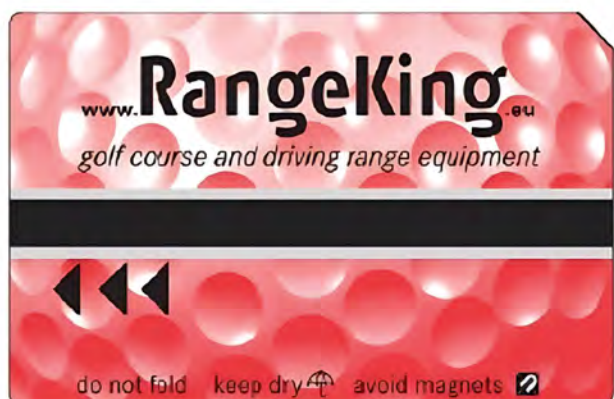 www.RangeKing.eu
golf course and driving range equipment
do not fold keep dry avoid magnets